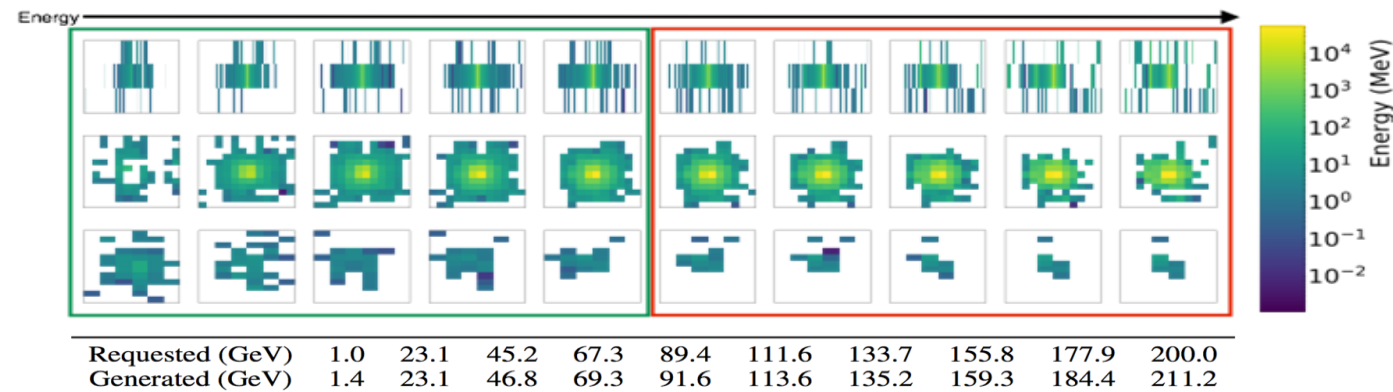 Energy
10⁴
10³
10²
10¹
10⁰
10⁻¹
10⁻²
Energy (MeV)
Requested (GeV) 1.0 23.1 45.2 67.3 89.4 111.6 133.7 155.8 177.9 200.0
Generated (GeV) 1.4 23.1 46.8 69.3 91.6 113.6 135.2 159.3 184.4 211.2